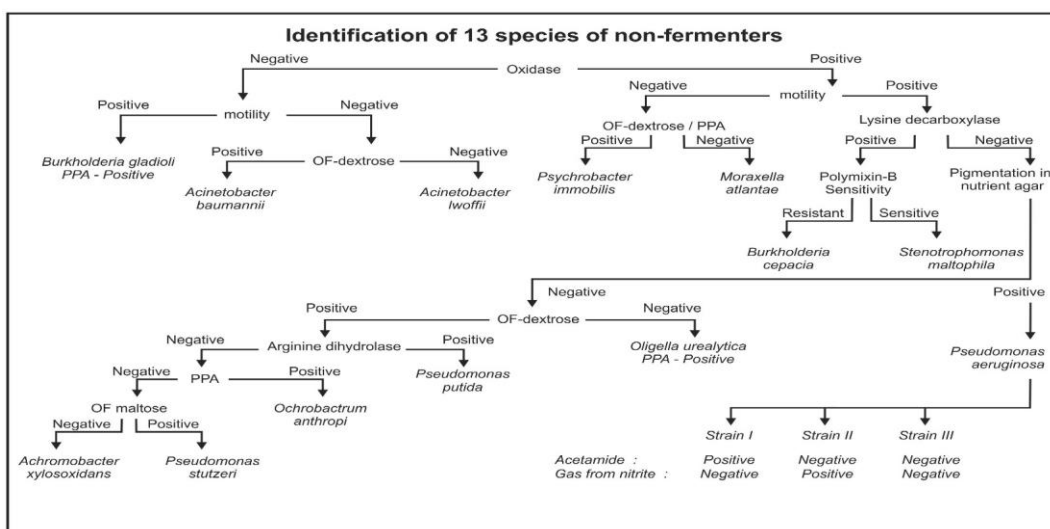 Identification of 13 species of non-fermenters
Negative
Positive
Oxidase
Positive
Negative
motility
Negative
Positive
motility
Burkholderia gladioli
PPA - Positive
Positive
Negative
OF-dextrose
Acinetobacter
baumannii
Acinetobacter
lwoffii
OF-dextrose / PPA
Positive
Negative
Psychrobacter
immobilis
Moraxella
atlantae
Lysine decarboxylase
Positive
Negative
Polymixin-B
Sensitivity
Pigmentation in
nutrient agar
Resistant
Sensitive
Burkholderia
cepacia
Stenotrophomonas
maltophila
Negative
Positive
Positive
OF-dextrose
Negative
Negative
Arginine dihydrolase
Positive
Oligella urealytica
PPA - Positive
Pseudomonas
aeruginosa
Negative
PPA
Positive
Pseudomonas
putida
OF maltose
Ochrobactrum
anthropi
Negative
Positive
Achromobacter
xylosoxidans
Pseudomonas
stutzeri
Strain I
Strain II
Strain III
Acetamide : Positive Negative Negative
Gas from nitrite : Negative Positive Negative